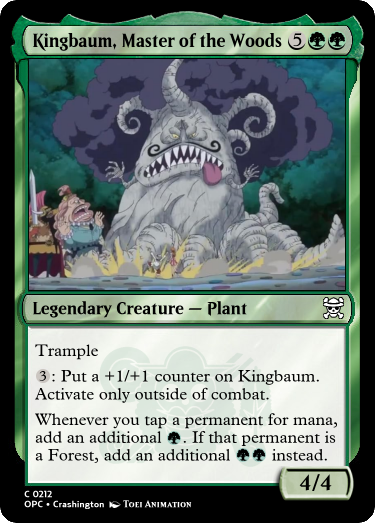 Kingbaum, Master of the Woods 5
Legendary Creature — Plant
Trample
3: Put a +1/+1 counter on Kingbaum.
Activate only outside of combat.
Whenever you tap a permanent for mana,
add an additional . If that permanent
is a Forest, add an additional instead.
4/4
C 0212
OPC • Crashington TOEI ANIMATION